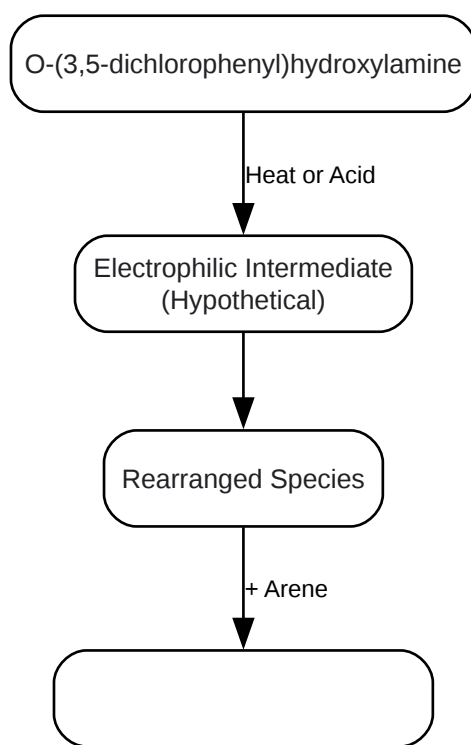 O-(3,5-dichlorophenyl)hydroxylamine
Heat or Acid
Electrophilic Intermediate
(Hypothetical)
Rearranged Species
+ Arene